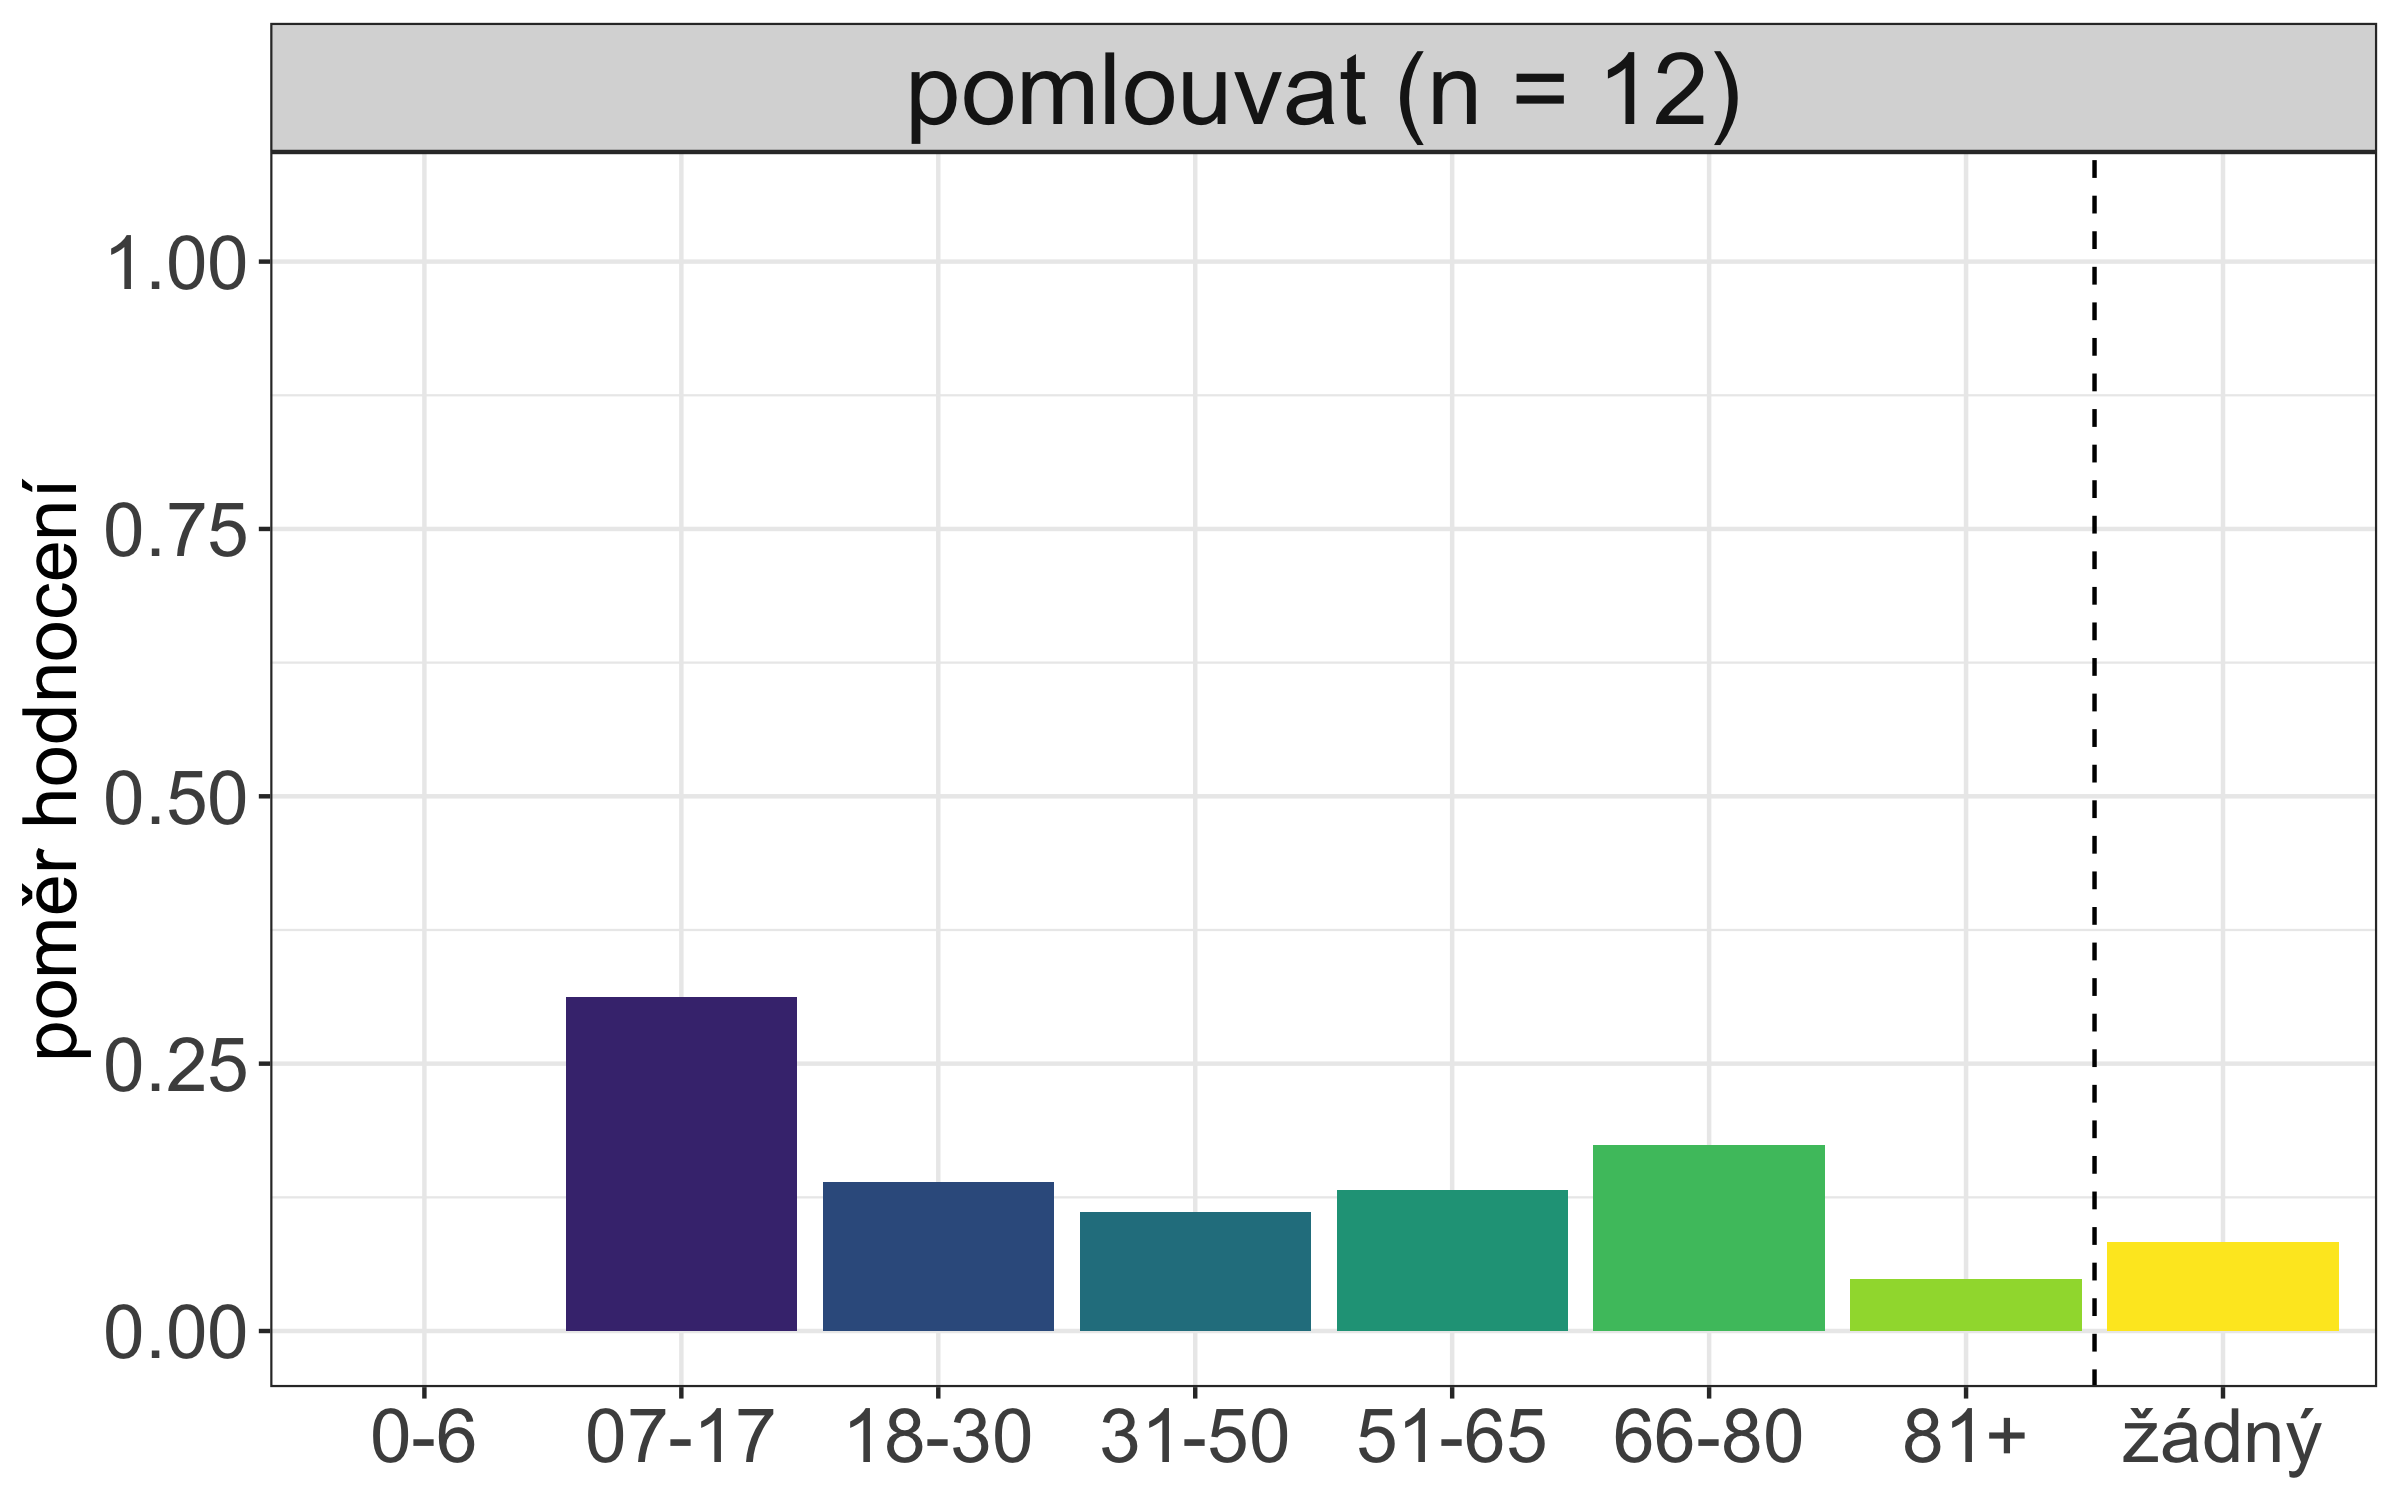 pomlouvat (n = 12)
poměr hodnocení
1.00
0.75
0.50
0.25
0.00
0-6 07-17 18-30 31-50 51-65 66-80 81+ žádný